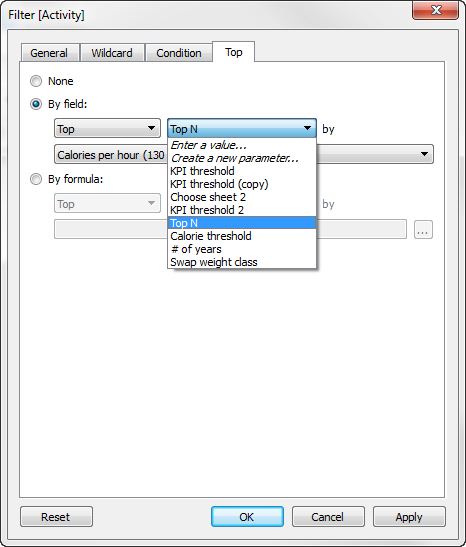 Filter [Activity]
General Wildcard Condition Top
None
By field:
Top Top N by
Enter a value...
Calories per hour (130
Create a new parameter...
KPI threshold
By formula:
KPI threshold (copy)
Choose sheet 2
Top by
KPI threshold 2
Top N
...
Calorie threshold
# of years
Swap weight class
Reset OK Cancel Apply